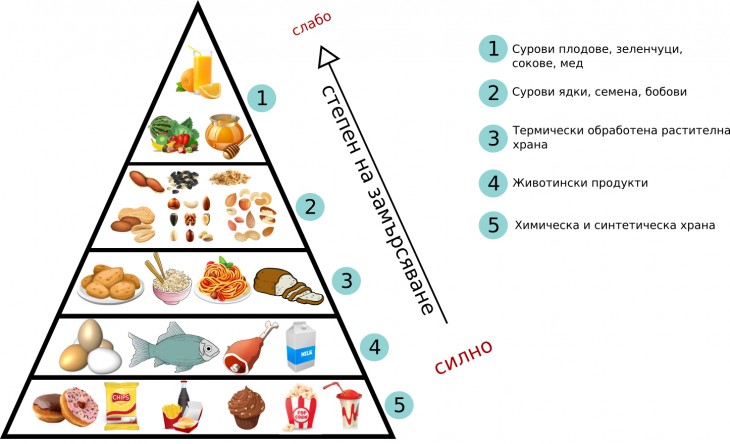 слабо
степен на замърсяване
силно
1
2
3
4
5
CHIPS
MILK
POP
CORN
1 Сурови плодове, зеленчуци,
сокове, мед
2 Сурови ядки, семена, бобови
3 Термически обработена растителна
храна
4 Животински продукти
5 Химическа и синтетическа храна